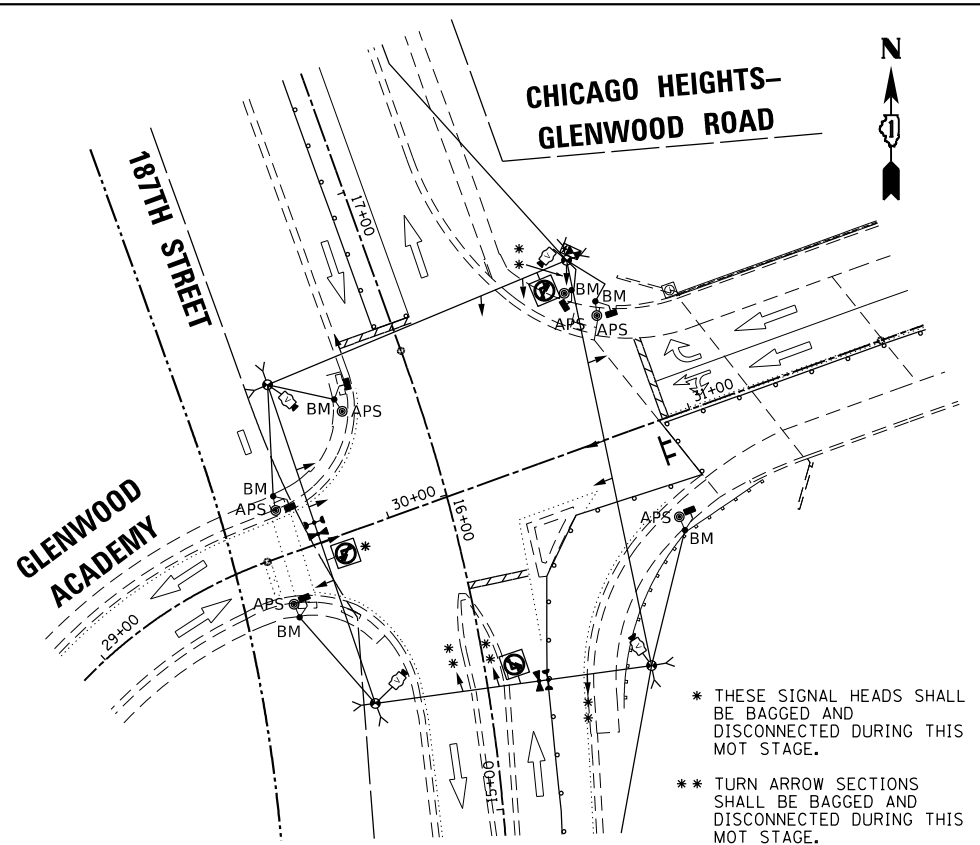 N
1
CHICAGO HEIGHTS–
GLENWOOD ROAD
187TH STREET
17+00
BM
BM
APS
APS
V
31+00
BM
APS
V
BM
APS
30+00
16+00
APS
BM
GLENWOOD
ACADEMY
*
29+00
APS
BM
V
V
15+00
* THESE SIGNAL HEADS SHALL
BE BAGGED AND
DISCONNECTED DURING THIS
MOT STAGE.
** TURN ARROW SECTIONS
SHALL BE BAGGED AND
DISCONNECTED DURING THIS
MOT STAGE.